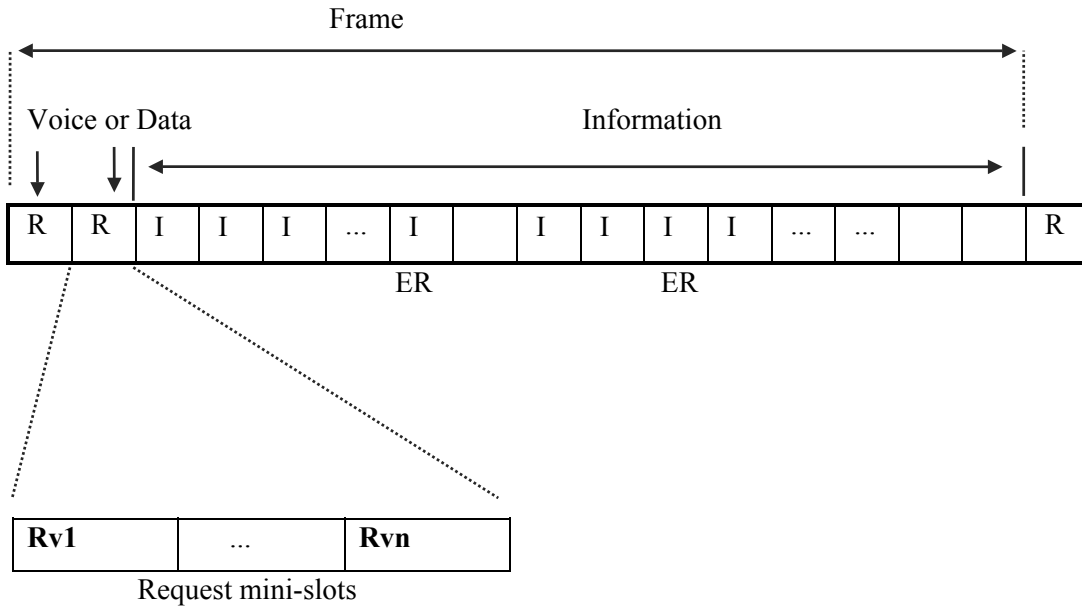 Frame
Voice or Data Information
R R I I I ... I I I I I ... ... R
ER ER
Rv1 ... Rvn
Request mini-slots